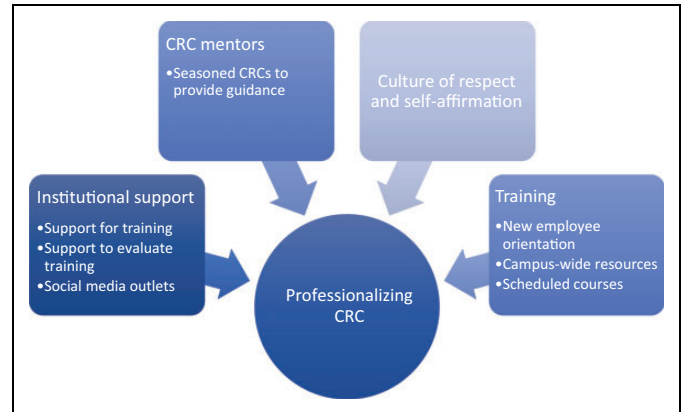 CRC mentors
•Seasoned CRCs to
provide guidance
Culture of respect
and self-affirmation
Institutional support
•Support for training
•Support to evaluate
training
•Social media outlets
Training
•New employee
orientation
•Campus-wide resources
•Scheduled courses
Professionalizing
CRC